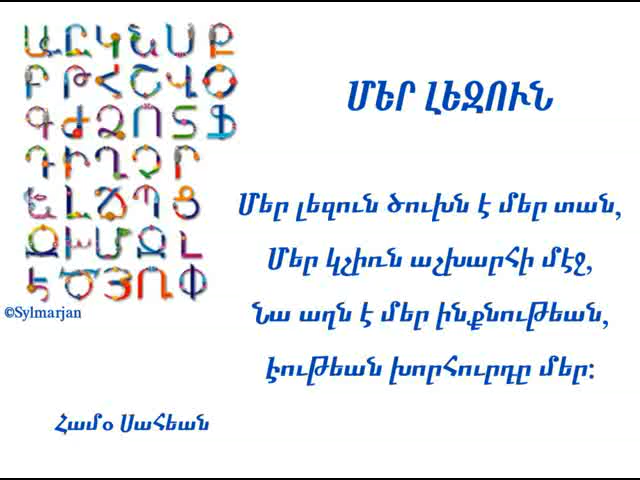 Ա Ը Կ Ն Ս Ք
Բ Թ Հ Շ Վ Օ
Գ Ժ Ձ Ո Տ Ֆ
Դ Ի Ղ Չ Ր
Ե Լ Ճ Պ Ց
Զ Խ Մ Ջ Ւ
Է Ծ Յ Ռ Փ
©Sylmarjan
ՄԵՐ ԼԵԶՈՒՆ
Մեր լեզուն ծուխն է մեր տան,
Մեր կշիռն աշխարհի մէջ,
Նա աղն է մեր ինքնութեան,
Էութեան խորհուրդը մեր:
Համօ Սահեան